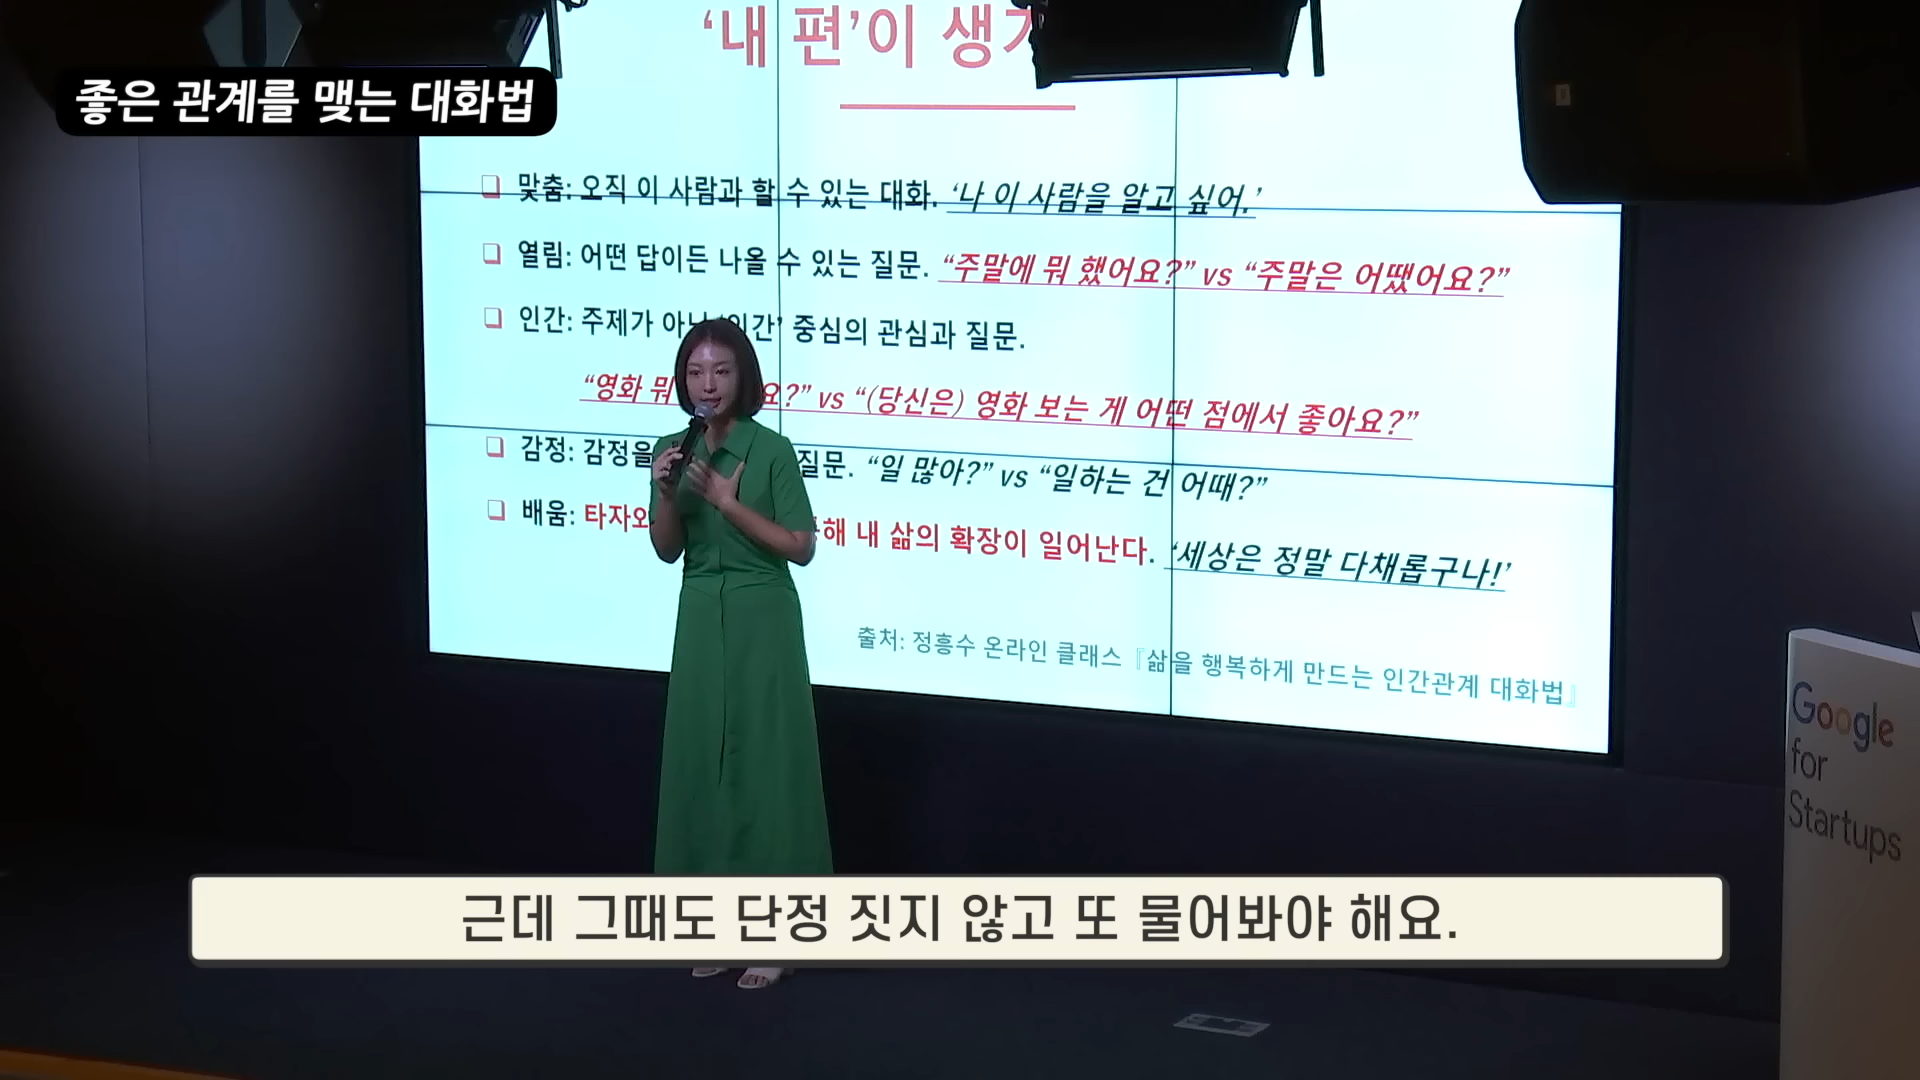 ‘내 편’이 생
좋은 관계를 맺는 대화법
❏ 맞춤: 오직 이 사람과 할 수 있는 대화. ‘나 이 사람을 알고 싶어.’
❏ 열림: 어떤 답이든 나올 수 있는 질문. “주말에 뭐 했어요?” vs “주말은 어땠어요?”
❏ 인간: 주제가 아닌 ‘인간’ 중심의 관심과 질문.
“영화 뭐 요?” vs “(당신은) 영화 보는 게 어떤 점에서 좋아요?”
❏ 감정: 감정을 질문. “일 많아?” vs “일하는 건 어때?”
❏ 배움: 타자와 통해 내 삶의 확장이 일어난다. ‘세상은 정말 다채롭구나!’
출처: 정흥수 온라인 클래스 『삶을 행복하게 만드는 인간관계 대화법』
Google
for
Startups
근데 그때도 단정 짓지 않고 또 물어봐야 해요.